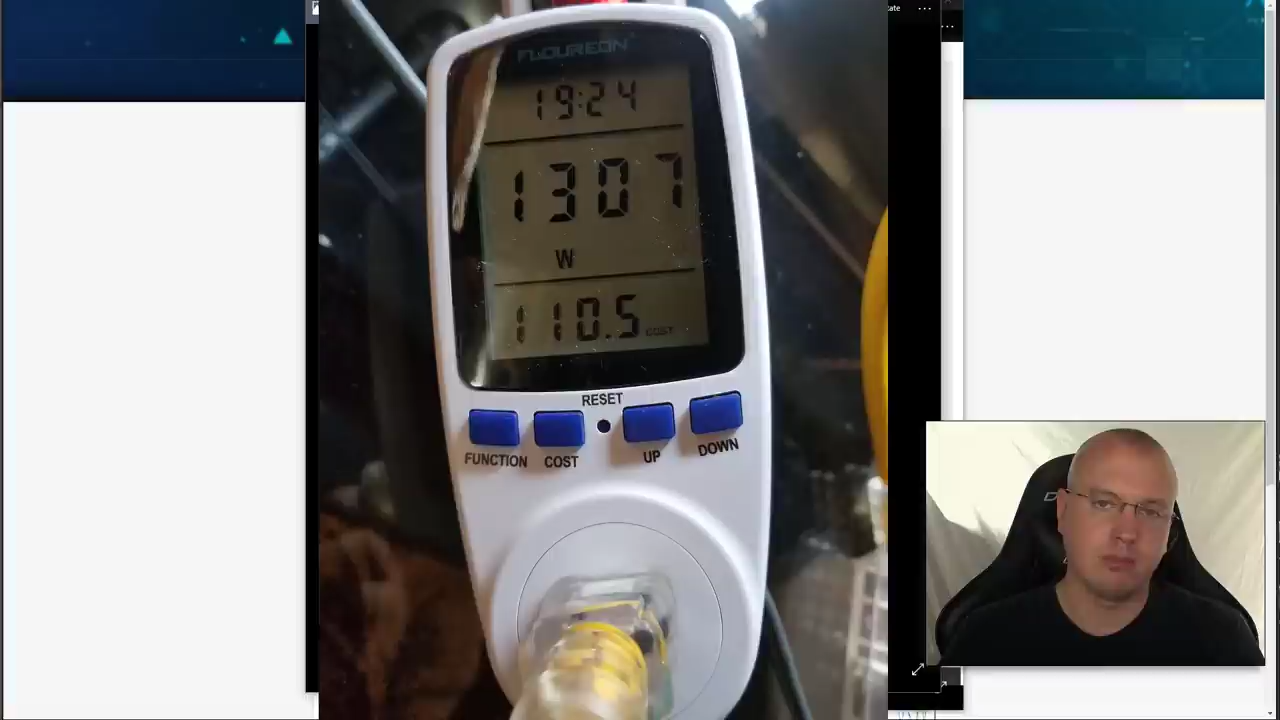 FLOUREON
19:24
1307
W
110.5 COST
RESET
FUNCTION COST UP DOWN